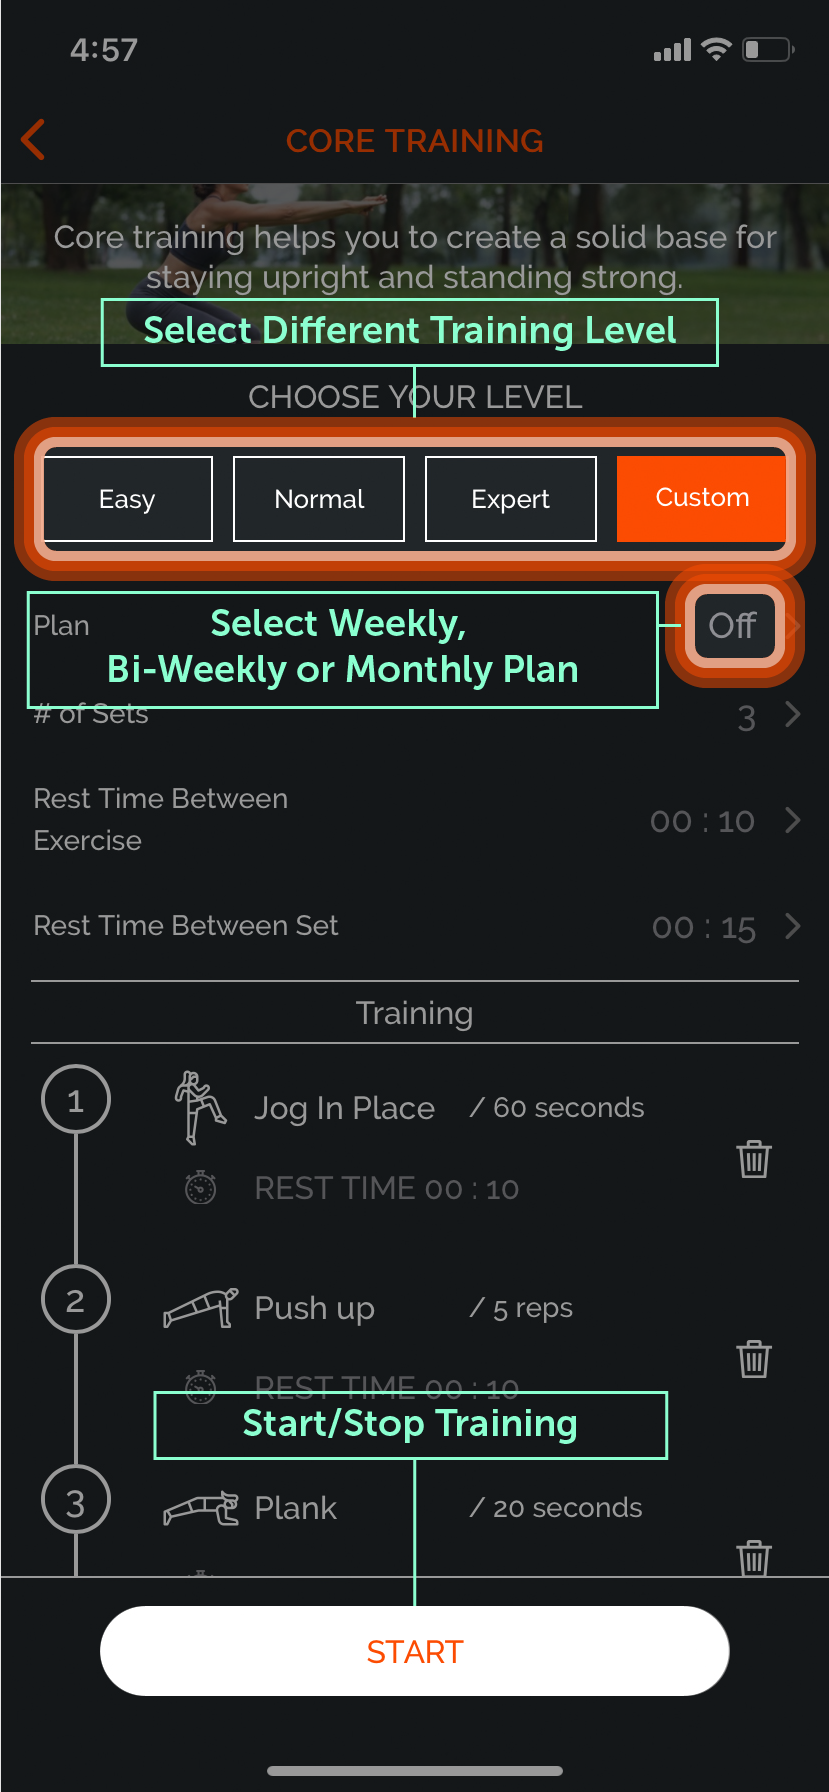 4:57
CORE TRAINING
Core training helps you to create a solid base for
staying upright and standing strong.
Select Different Training Level
CHOOSE YOUR LEVEL
Easy Normal Expert Custom
Plan Off
Select Weekly,
Bi-Weekly or Monthly Plan
# of Sets 3
Rest Time Between
Exercise 00 : 10
Rest Time Between Set 00 : 15
Training
1 Jog In Place / 60 seconds
REST TIME 00 : 10
2 Push up / 5 reps
REST TIME 00 : 10
Start/Stop Training
3 Plank / 20 seconds
START